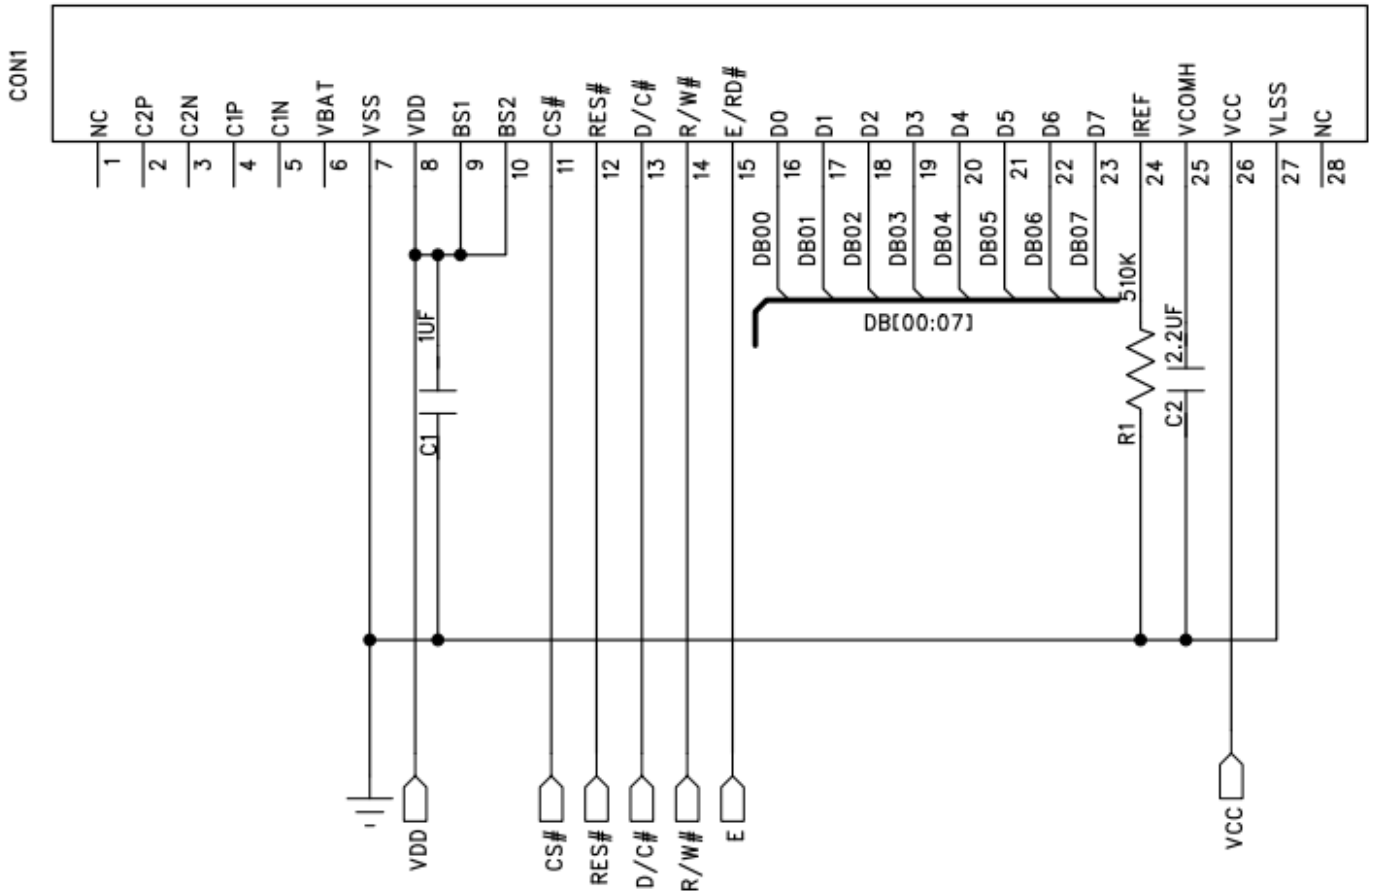 CON1
NC
C2P
C2N
C1P
C1N
VBAT
VSS
VDD
BS1
BS2
CS#
RES#
D/C#
R/W#
E/RD#
D0
D1
D2
D3
D4
D5
D6
D7
IREF
VCOMH
VCC
VLSS
NC
1
2
3
4
5
6
7
8
9
10
11
12
13
14
15
16
17
18
19
20
21
22
23
24
25
26
27
28
DB00
DB01
DB02
DB03
DB04
DB05
DB06
DB07
DB[00:07]
1UF
C1
510K
R1
2.2UF
C2
VDD
CS#
RES#
D/C#
R/W#
E
VCC